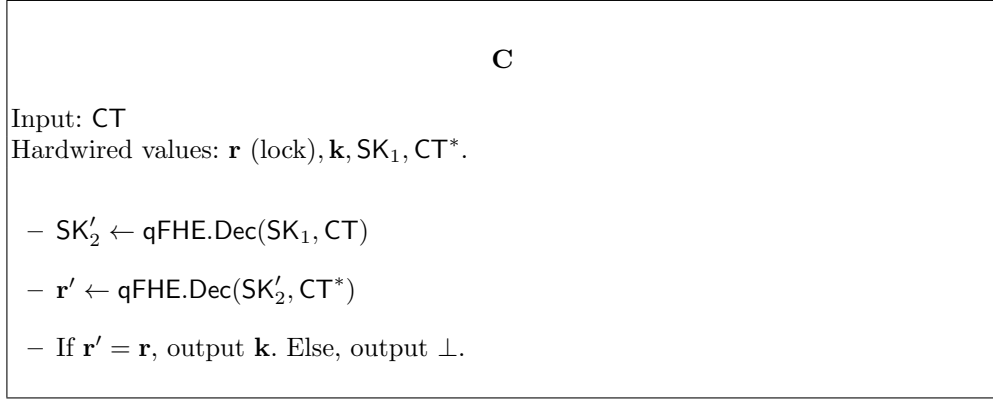 C
Input: CT
Hardwired values: r (lock), k, SK₁, CT*.
– SK′₂ ← qFHE.Dec(SK₁, CT)
– r′ ← qFHE.Dec(SK′₂, CT*)
– If r′ = r, output k. Else, output ⊥.